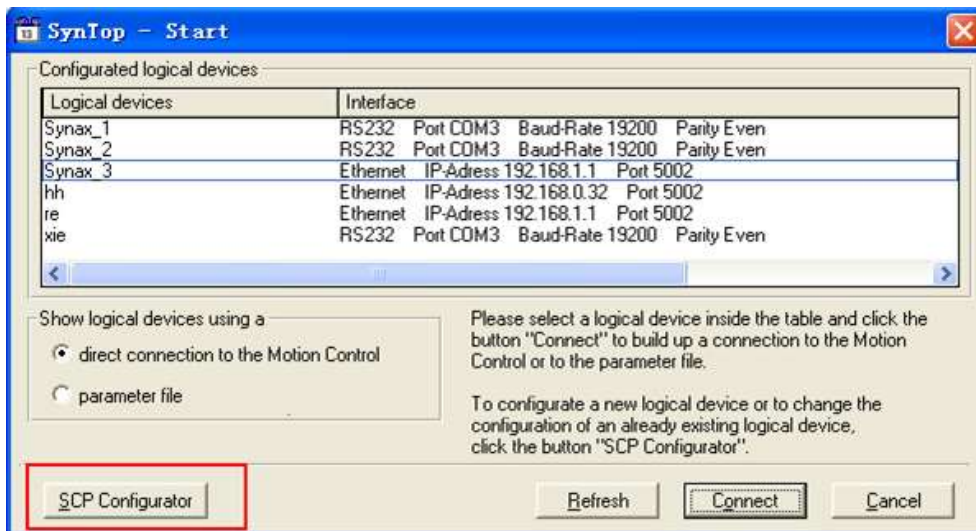 SynTop - Start
Configurated logical devices
Logical devices Interface
Synax_1 RS232 Port COM3 Baud-Rate 19200 Parity Even
Synax_2 RS232 Port COM3 Baud-Rate 19200 Parity Even
Synax_3 Ethernet IP-Adress 192.168.1.1 Port 5002
hh Ethernet IP-Adress 192.168.0.32 Port 5002
re Ethernet IP-Adress 192.168.1.1 Port 5002
xie RS232 Port COM3 Baud-Rate 19200 Parity Even
Show logical devices using a
direct connection to the Motion Control
parameter file
Please select a logical device inside the table and click the
button "Connect" to build up a connection to the Motion
Control or to the parameter file.
To configurate a new logical device or to change the
configuration of an already existing logical device,
click the button "SCP Configurator".
SCP Configurator Refresh Connect Cancel